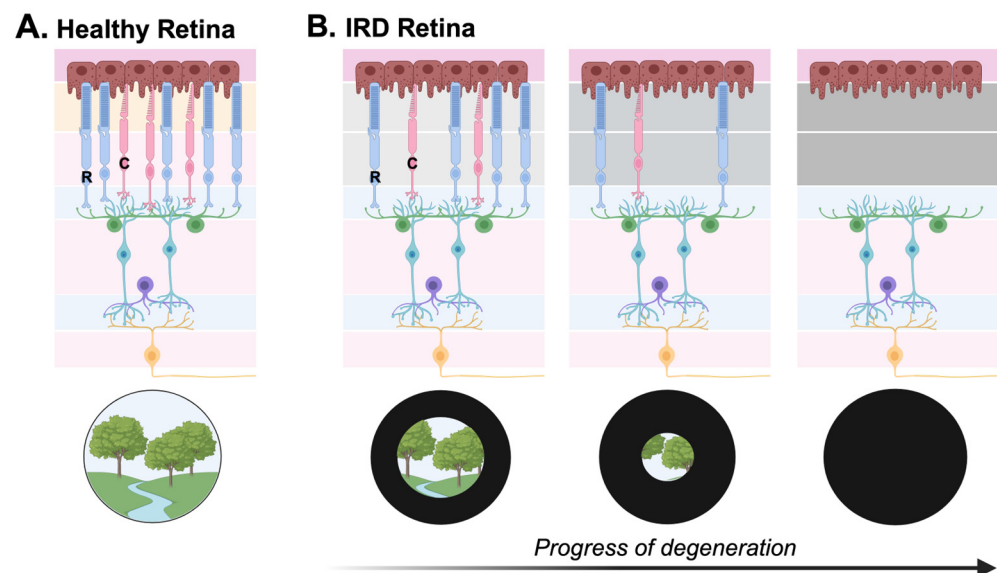 A. Healthy Retina
B. IRD Retina
R
C
R
C
Progress of degeneration